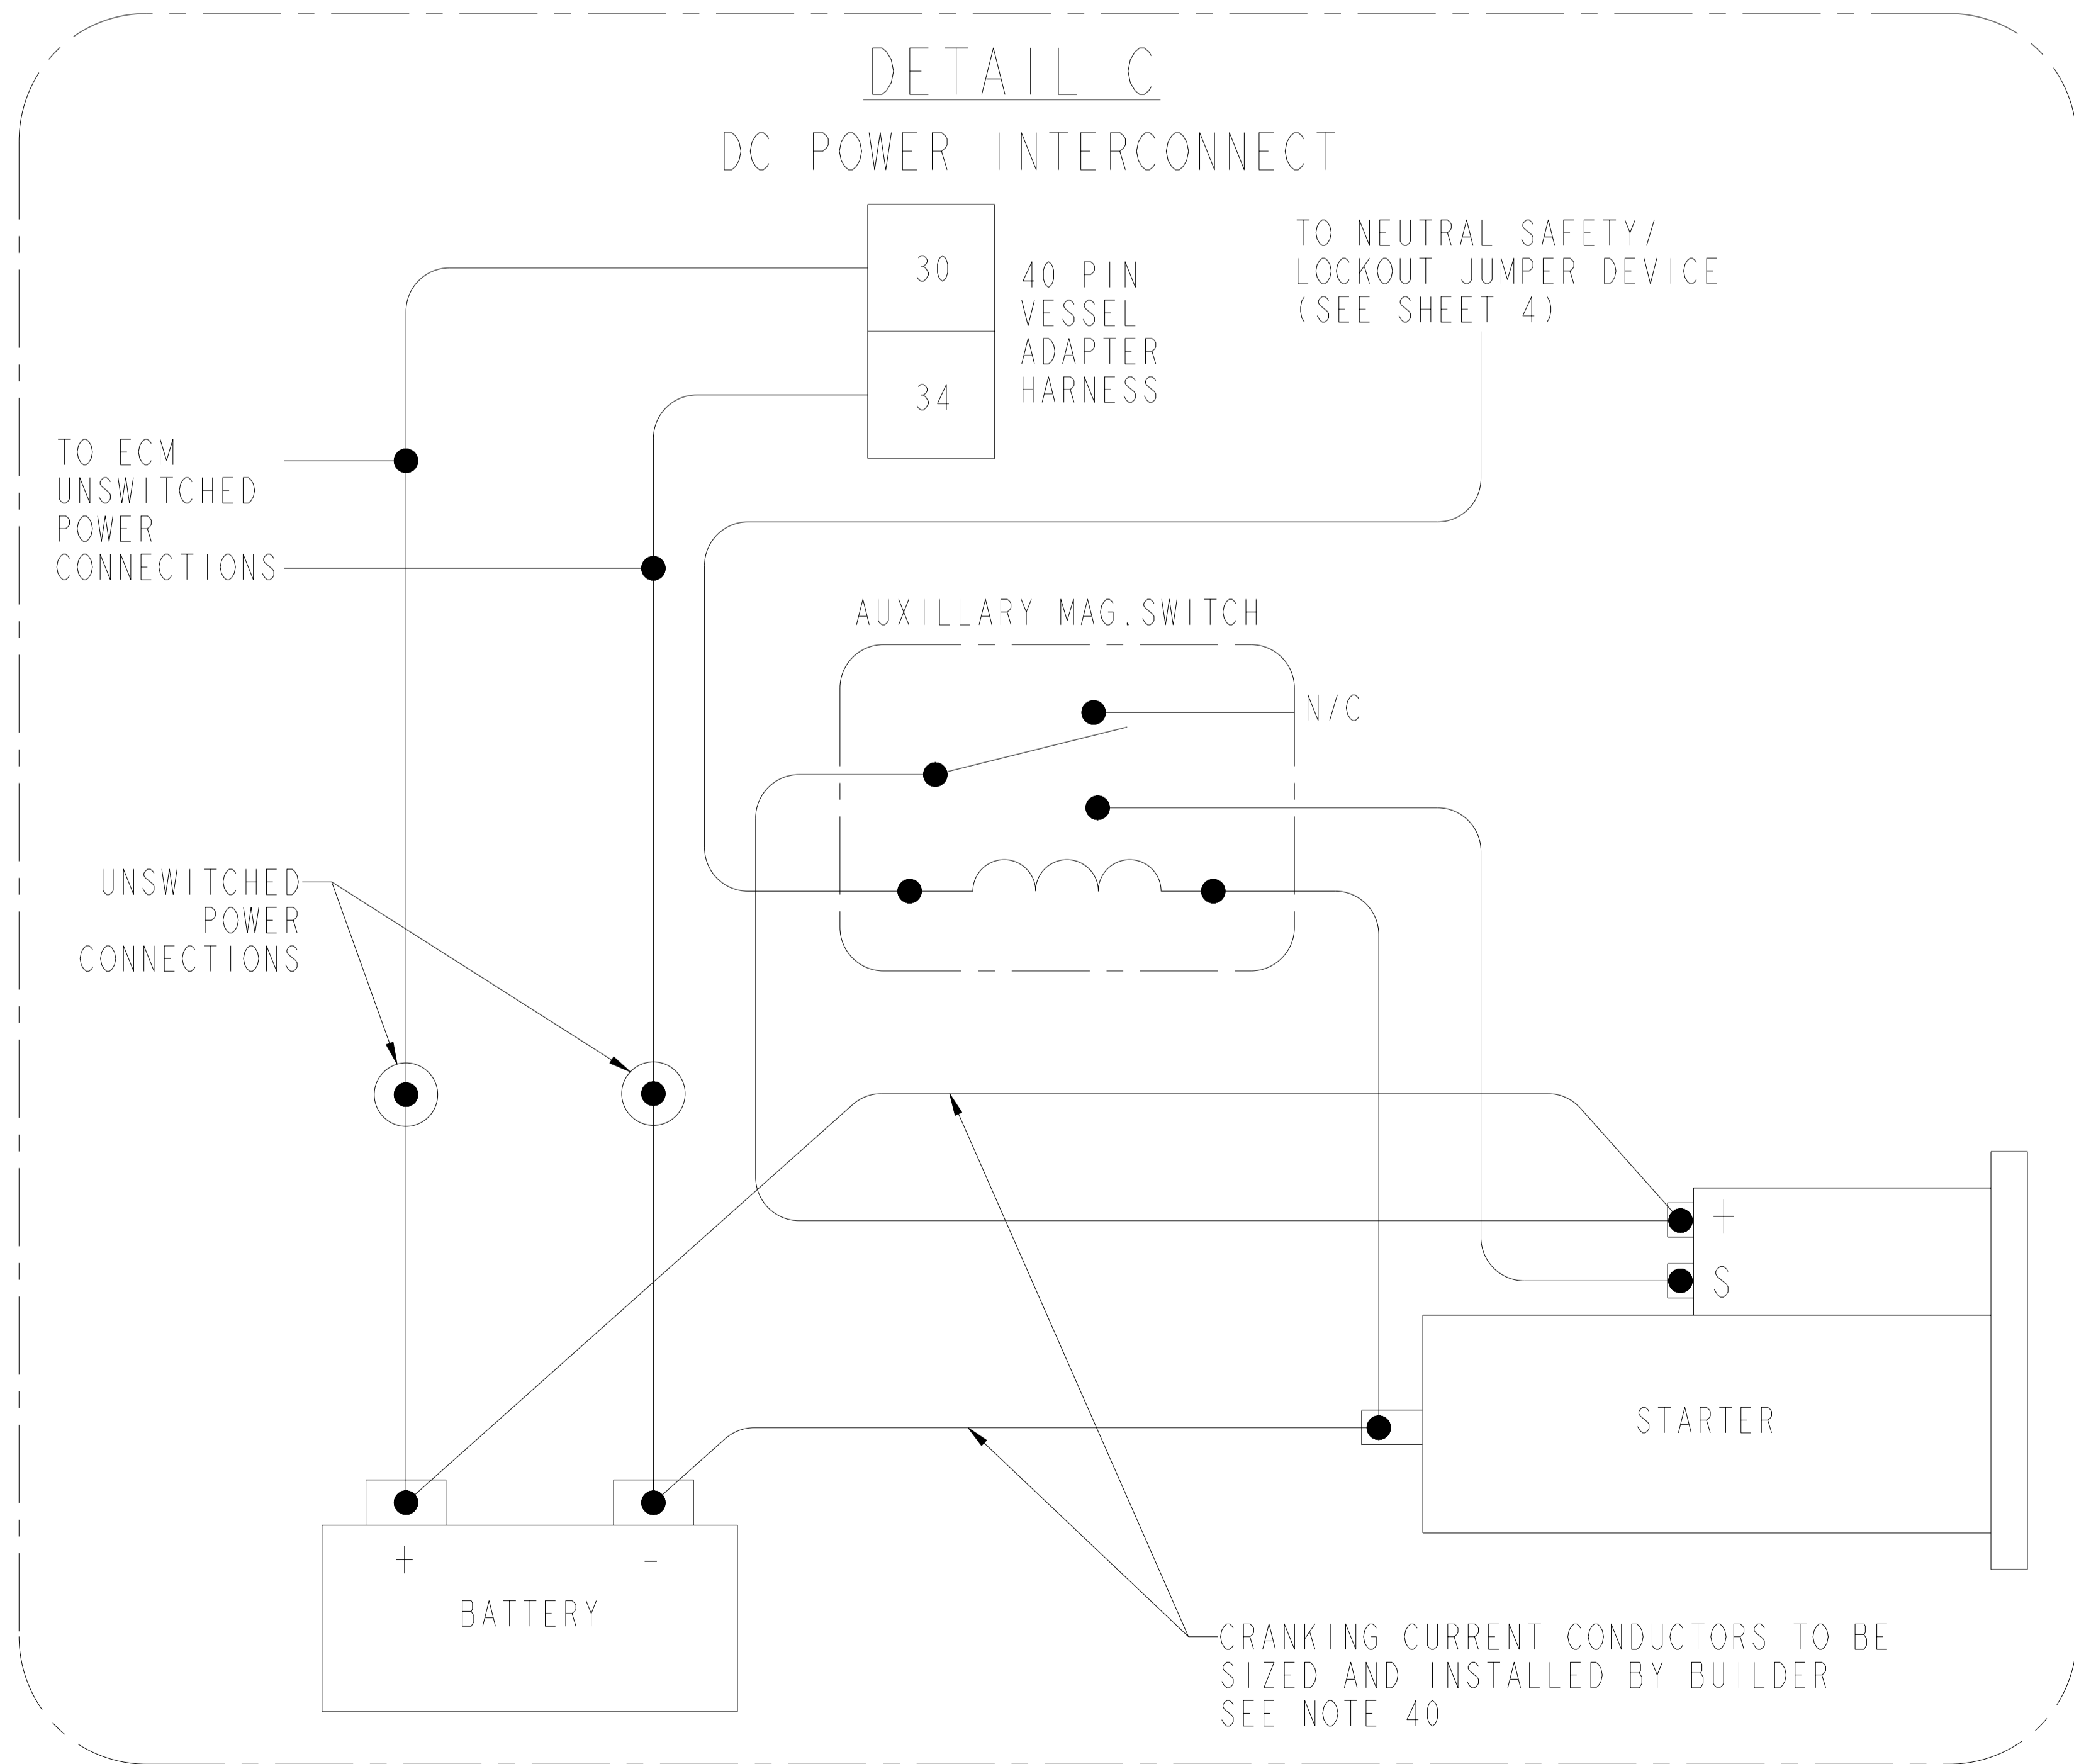 DETAIL C
DC POWER INTERCONNECT
30
34
40 PIN
VESSEL
ADAPTER
HARNESS
TO NEUTRAL SAFETY/
LOCKOUT JUMPER DEVICE
(SEE SHEET 4)
TO ECM
UNSWITCHED
POWER
CONNECTIONS
AUXILLARY MAG. SWITCH
N/C
UNSWITCHED
POWER
CONNECTIONS
+
S
STARTER
+ -
BATTERY
CRANKING CURRENT CONDUCTORS TO BE
SIZED AND INSTALLED BY BUILDER
SEE NOTE 40